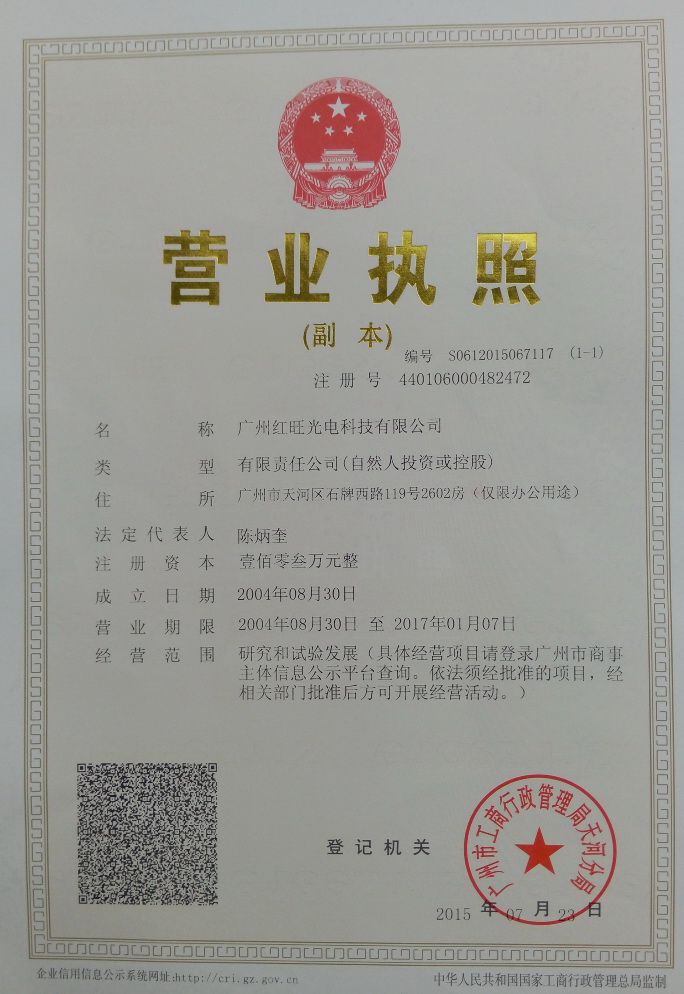 营业执照
(副 本)
编号 S0612015067117 (1-1)
注册号 440106000482472
名称 广州红旺光电科技有限公司
类型 有限责任公司(自然人投资或控股)
住所 广州市天河区石牌西路119号2602房（仅限办公用途）
法定代表人 陈炳奎
注册资本 壹佰零叁万元整
成立日期 2004年08月30日
营业期限 2004年08月30日 至 2017年01月07日
经营范围 研究和试验发展（具体经营项目请登录广州市商事
主体信息公示平台查询。依法须经批准的项目，经
相关部门批准后方可开展经营活动。）
登记机关
广州市工商行政管理局天河分局
2015 年 07 月 23 日
企业信用信息公示系统网址:http://cri.gz.gov.cn
中华人民共和国国家工商行政管理总局监制